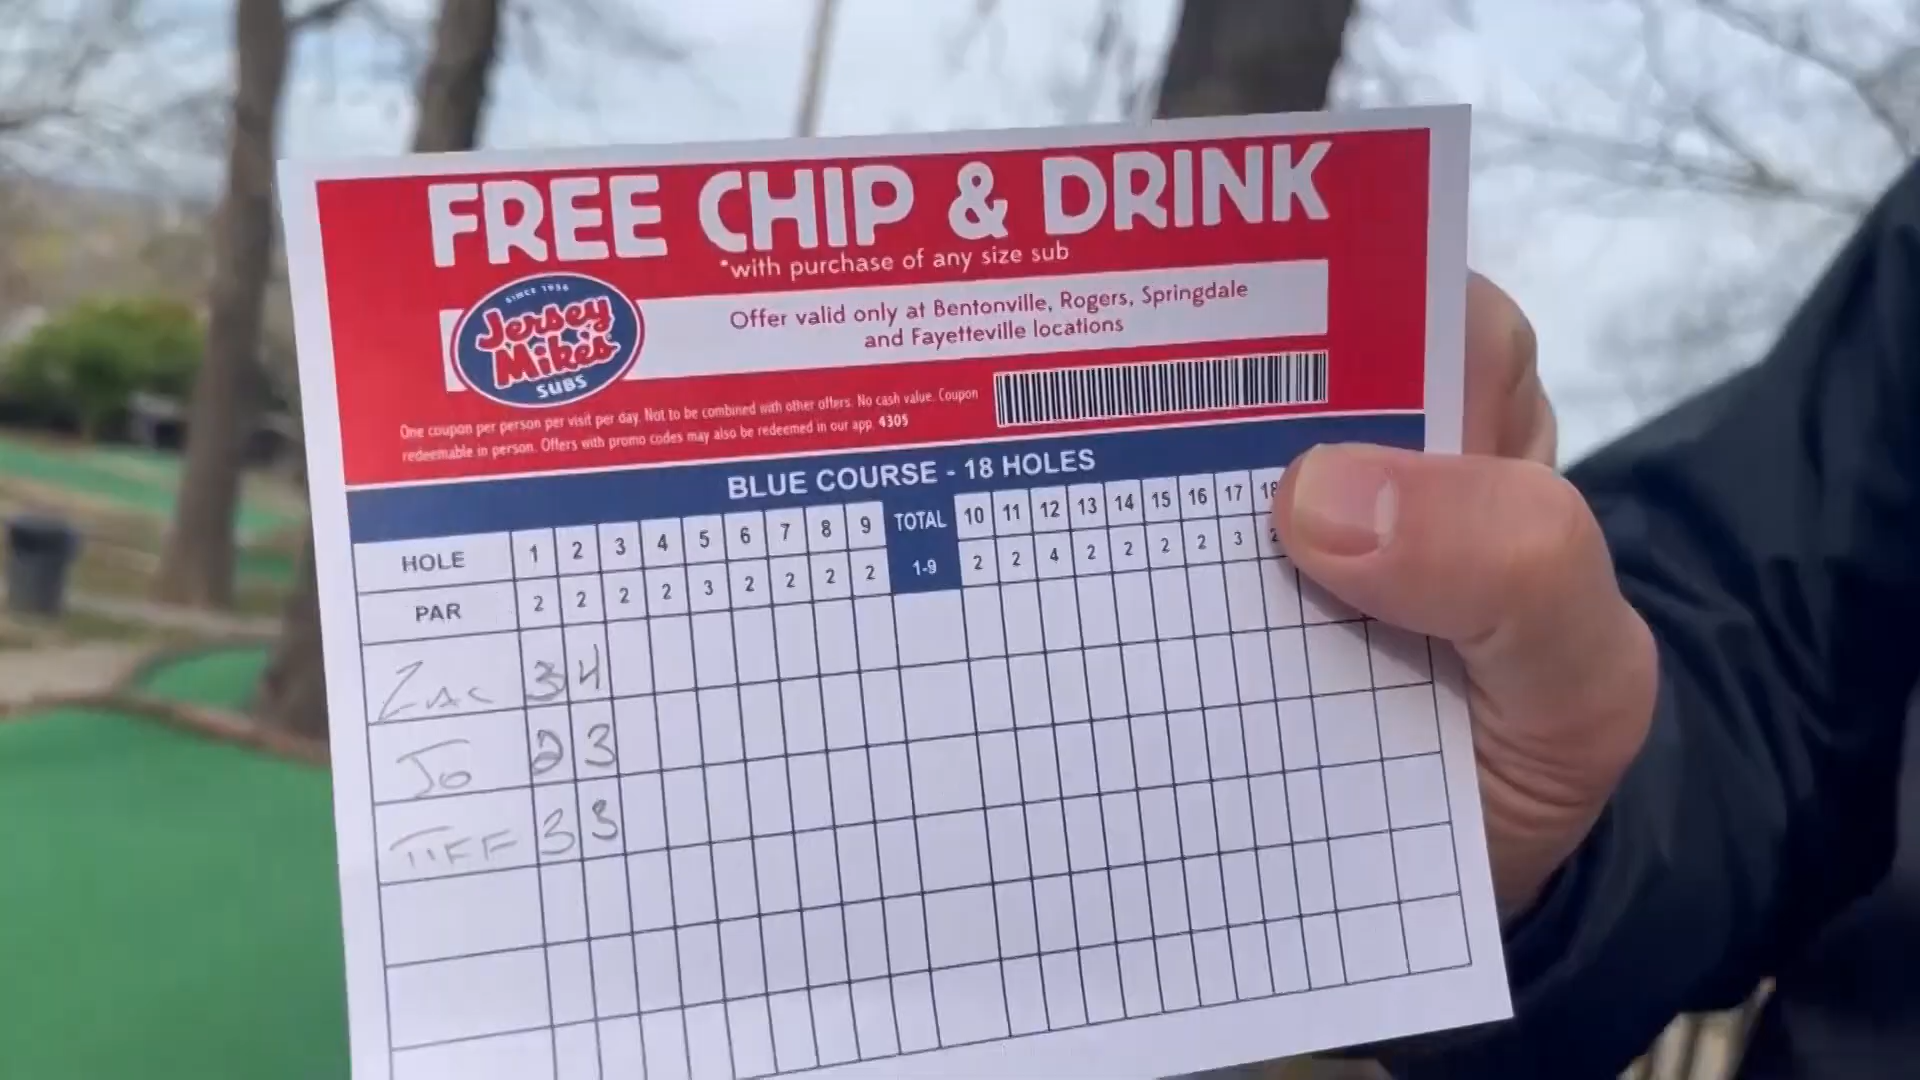 FREE CHIP & DRINK
*with purchase of any size sub
SINCE 1956
Jersey
Mike's
SUBS
Offer valid only at Bentonville, Rogers, Springdale
and Fayetteville locations
One coupon per person per visit per day. Not to be combined with other offers. No cash value. Coupon
redeemable in person. Offers with promo codes may also be redeemed in our app. 4305
BLUE COURSE - 18 HOLES
HOLE 1 2 3 4 5 6 7 8 9 TOTAL 10 11 12 13 14 15 16 17 18
PAR 2 2 2 2 3 2 2 2 2 1-9 2 2 4 2 2 2 2 3 2
ZAC 3 4
JO 2 3
TIFF 3 3